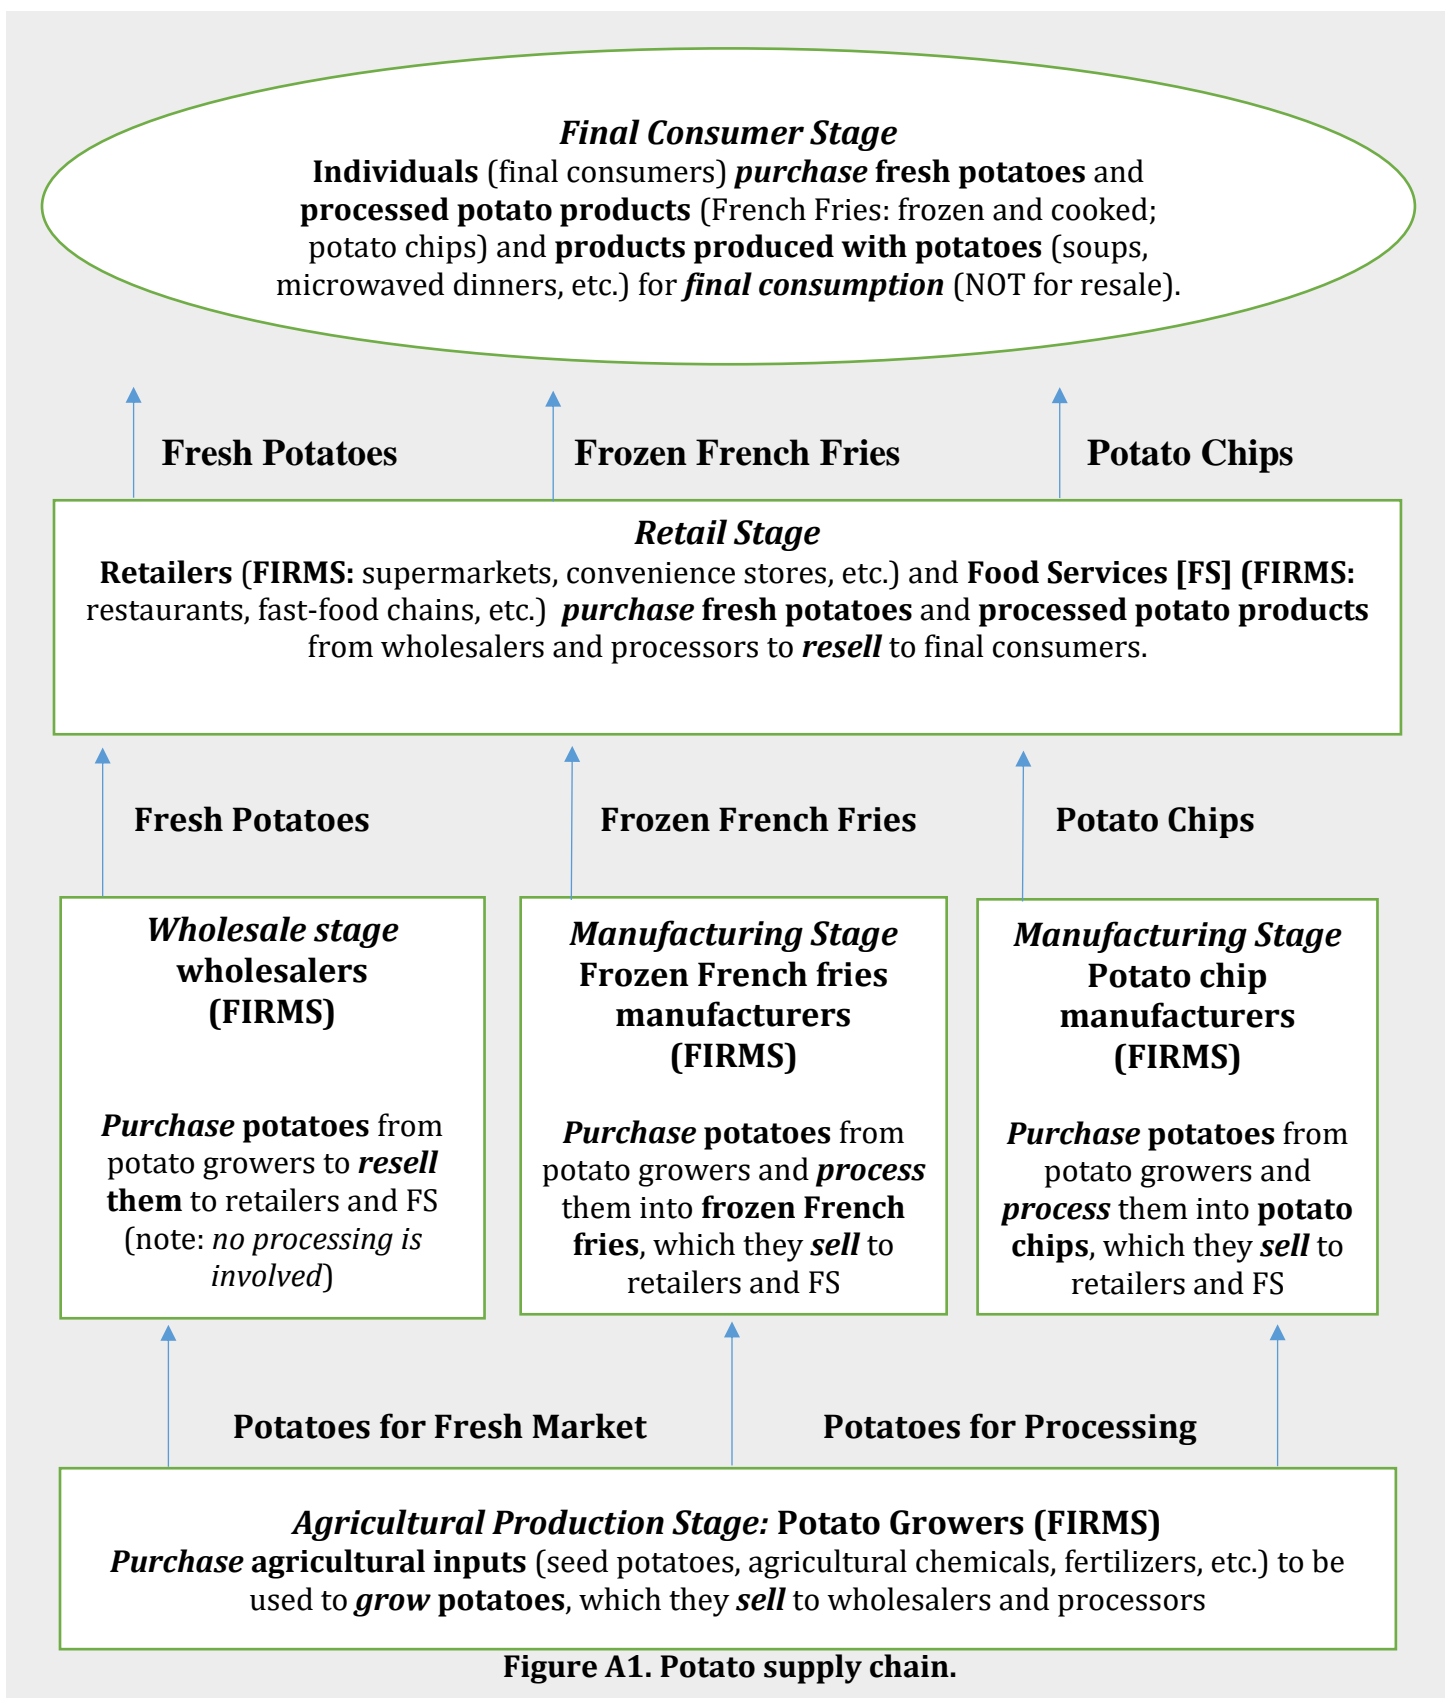 Final Consumer Stage
Individuals (final consumers) purchase fresh potatoes and
processed potato products (French Fries: frozen and cooked;
potato chips) and products produced with potatoes (soups,
microwaved dinners, etc.) for final consumption (NOT for resale).
Fresh Potatoes
Frozen French Fries
Potato Chips
Retail Stage
Retailers (FIRMS: supermarkets, convenience stores, etc.) and Food Services [FS] (FIRMS:
restaurants, fast-food chains, etc.) purchase fresh potatoes and processed potato products
from wholesalers and processors to resell to final consumers.
Fresh Potatoes
Frozen French Fries
Potato Chips
Wholesale stage
wholesalers
(FIRMS)
Purchase potatoes from
potato growers to resell
them to retailers and FS
(note: no processing is
involved)
Manufacturing Stage
Frozen French fries
manufacturers
(FIRMS)
Purchase potatoes from
potato growers and process
them into frozen French
fries, which they sell to
retailers and FS
Manufacturing Stage
Potato chip
manufacturers
(FIRMS)
Purchase potatoes from
potato growers and
process them into potato
chips, which they sell to
retailers and FS
Potatoes for Fresh Market
Potatoes for Processing
Agricultural Production Stage: Potato Growers (FIRMS)
Purchase agricultural inputs (seed potatoes, agricultural chemicals, fertilizers, etc.) to be
used to grow potatoes, which they sell to wholesalers and processors
Figure A1. Potato supply chain.